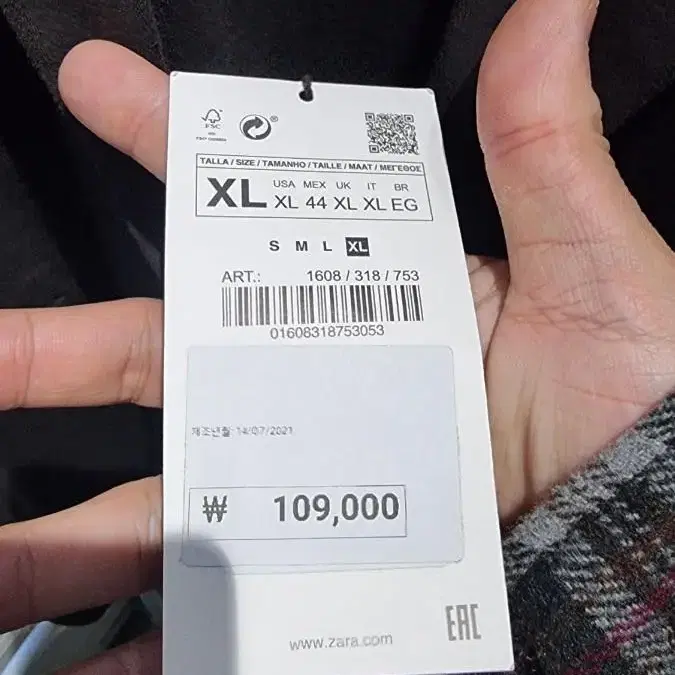 FSC
TALLA / SIZE / TAMANHO / TAILLE / MAAT / ΜΕΓΕΘΟΣ
XL USA MEX UK IT BR
XL 44 XL XL EG
S M L XL
ART.: 1608 / 318 / 753
01608318753053
제조년월: 14/07/2021
₩ 109,000
www.zara.com
EAC